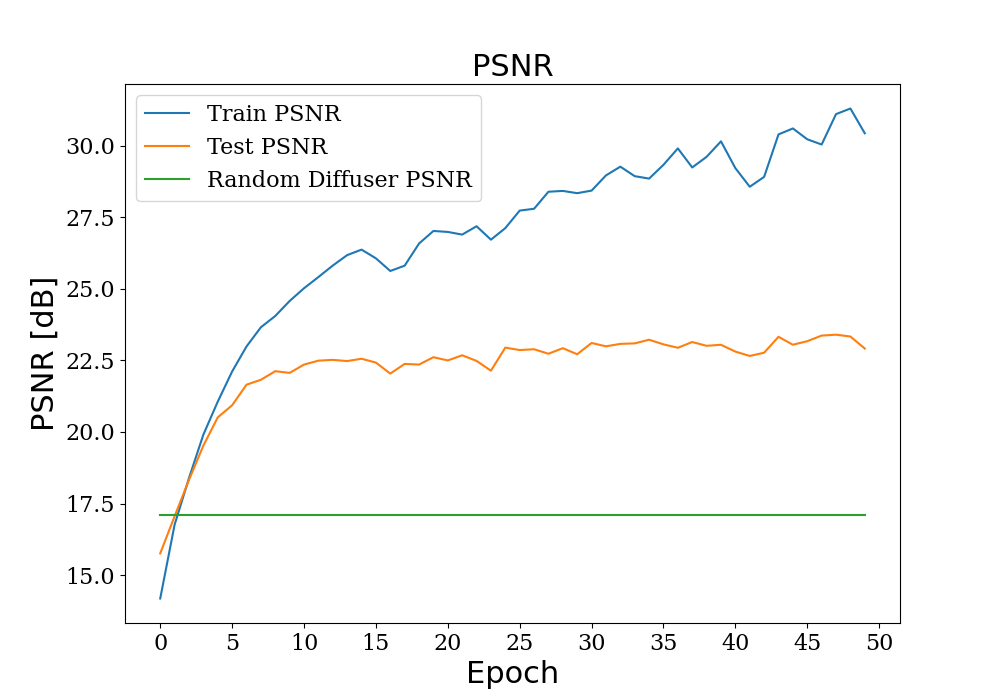 PSNR
Train PSNR
Test PSNR
Random Diffuser PSNR
PSNR [dB]
30.0
27.5
25.0
22.5
20.0
17.5
15.0
0 5 10 15 20 25 30 35 40 45 50
Epoch